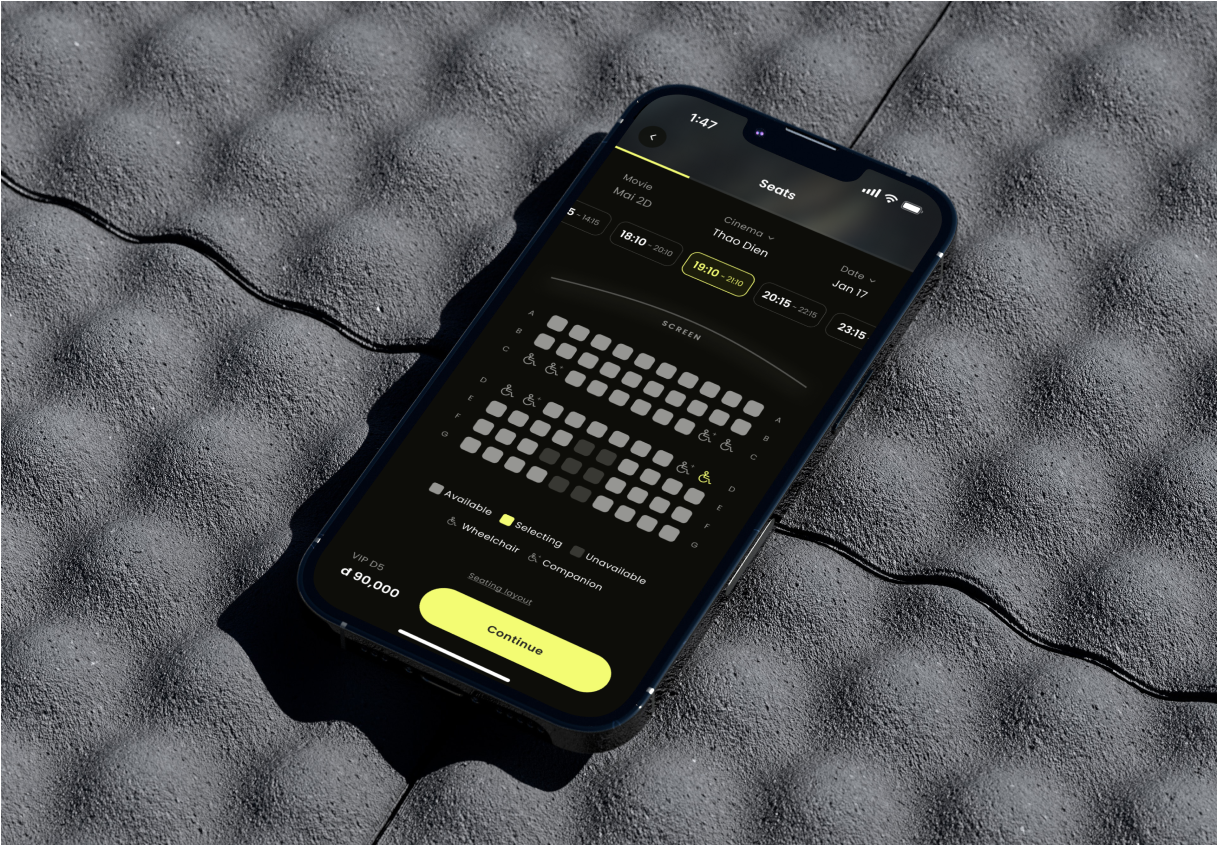 1:47
Seats
Movie
Mai 2D
Cinema
Thao Dien
Date
Jan 17
5 - 14:15
18:10 - 20:10
19:10 - 21:10
20:15 - 22:15
23:15
SCREEN
A A
B B
C C
D D
E E
F F
G G
Available Selecting Unavailable
Wheelchair Companion
Seating layout
VIP D5
đ 90,000
Continue